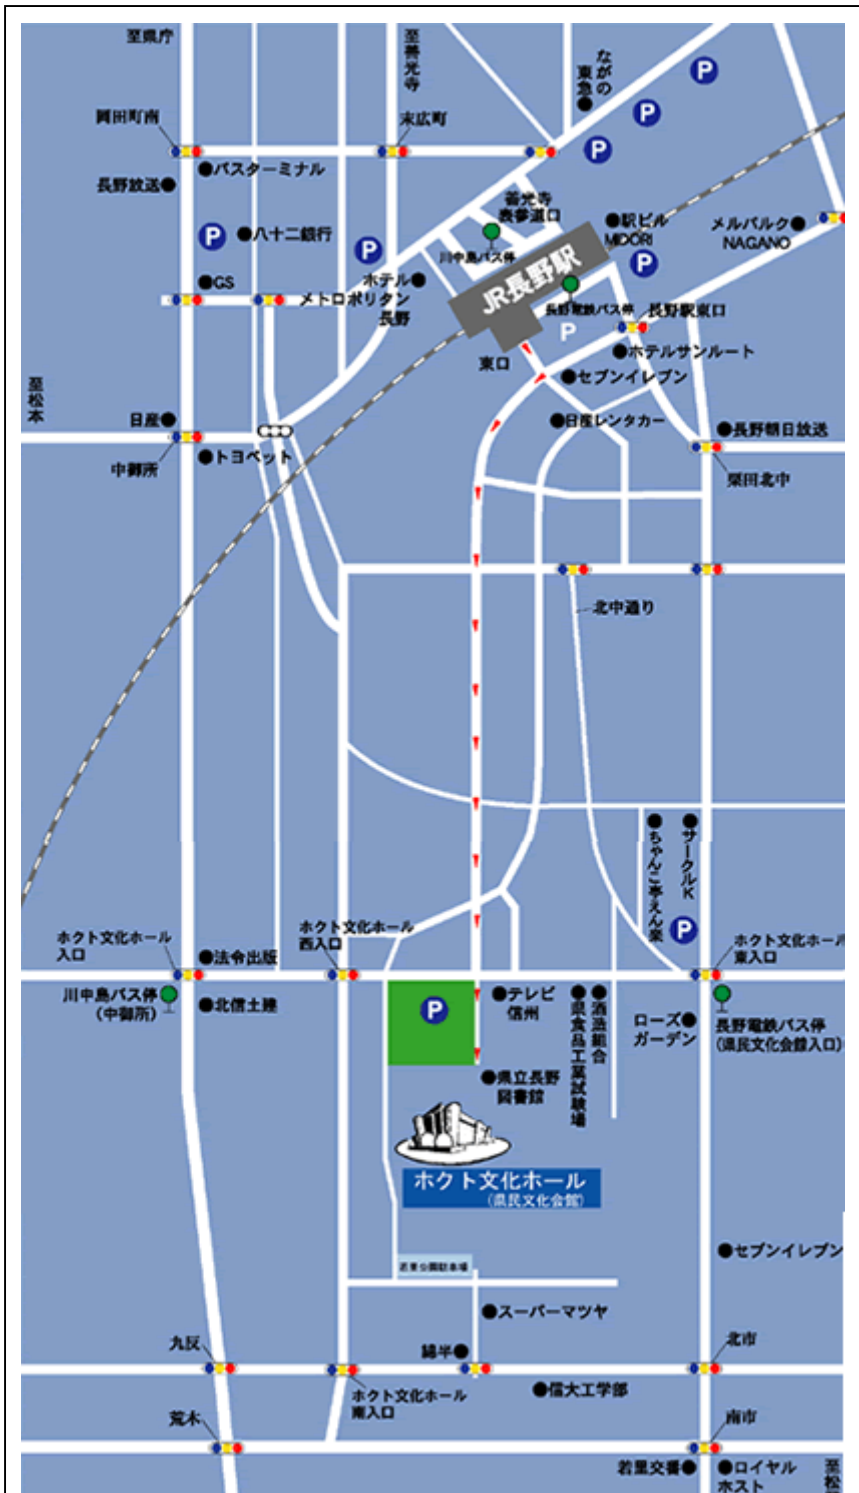 至県庁
至善光寺
ながの
東急
P
P
P
岡田町南
末広町
バスターミナル
長野放送
善光寺
表参道口
駅ビル
MIDORI
メルパルク
NAGANO
P
八十二銀行
P
川中島バス停
P
JR長野駅
GS
ホテル
メトロポリタン
長野
長野電鉄バス停
長野駅東口
P
ホテルサンルート
東口
セブンイレブン
至松本
日産
日産レンタカー
長野朝日放送
中御所
トヨペット
栗田北中
北中通り
サークルK
ちゃんこ亭えん楽
P
ホクト文化ホール
入口
ホクト文化ホール
西入口
ホクト文化ホール
東入口
法令出版
川中島バス停
(中御所)
北信土建
P
テレビ
信州
酒造組合
県食品工業試験場
ローズ
ガーデン
長野電鉄バス停
(県民文化会館入口)
県立長野
図書館
ホクト文化ホール
(県民文化会館)
セブンイレブン
若里公園駐車場
スーパーマツヤ
九反
綿半
北市
ホクト文化ホール
南入口
信大工学部
荒木
南市
若里交番
ロイヤル
ホスト
至松